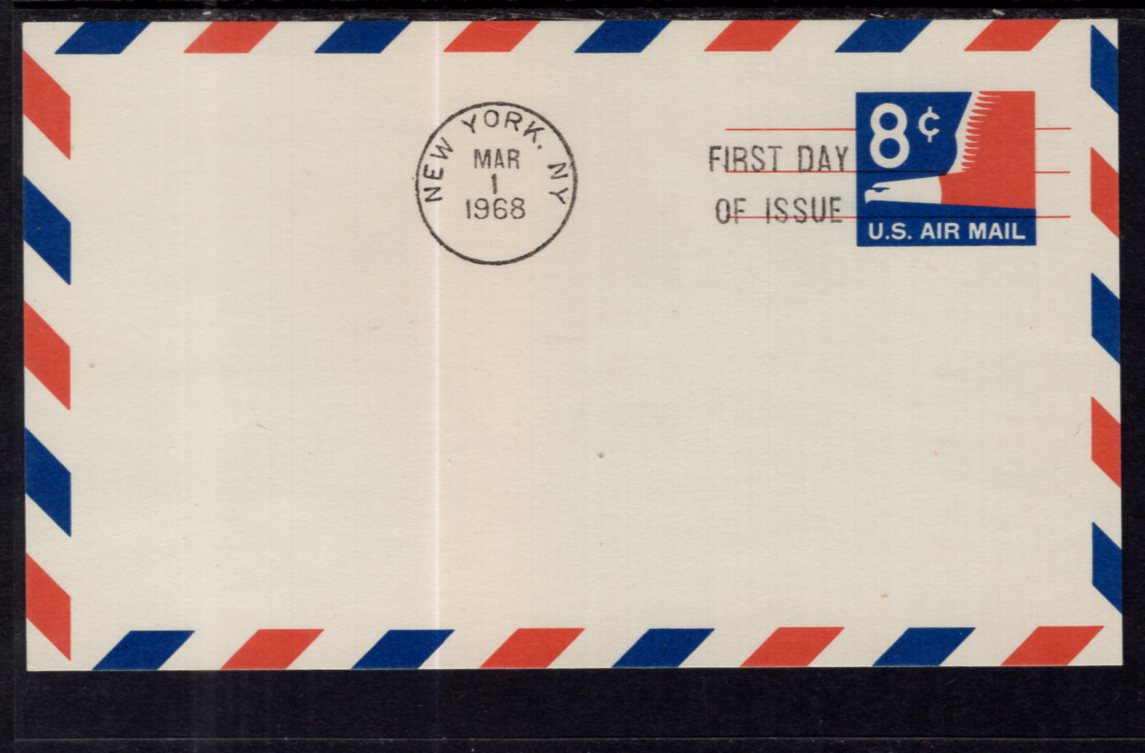 NEW YORK. NY
MAR
1
1968
FIRST DAY
OF ISSUE
8¢
U.S. AIR MAIL